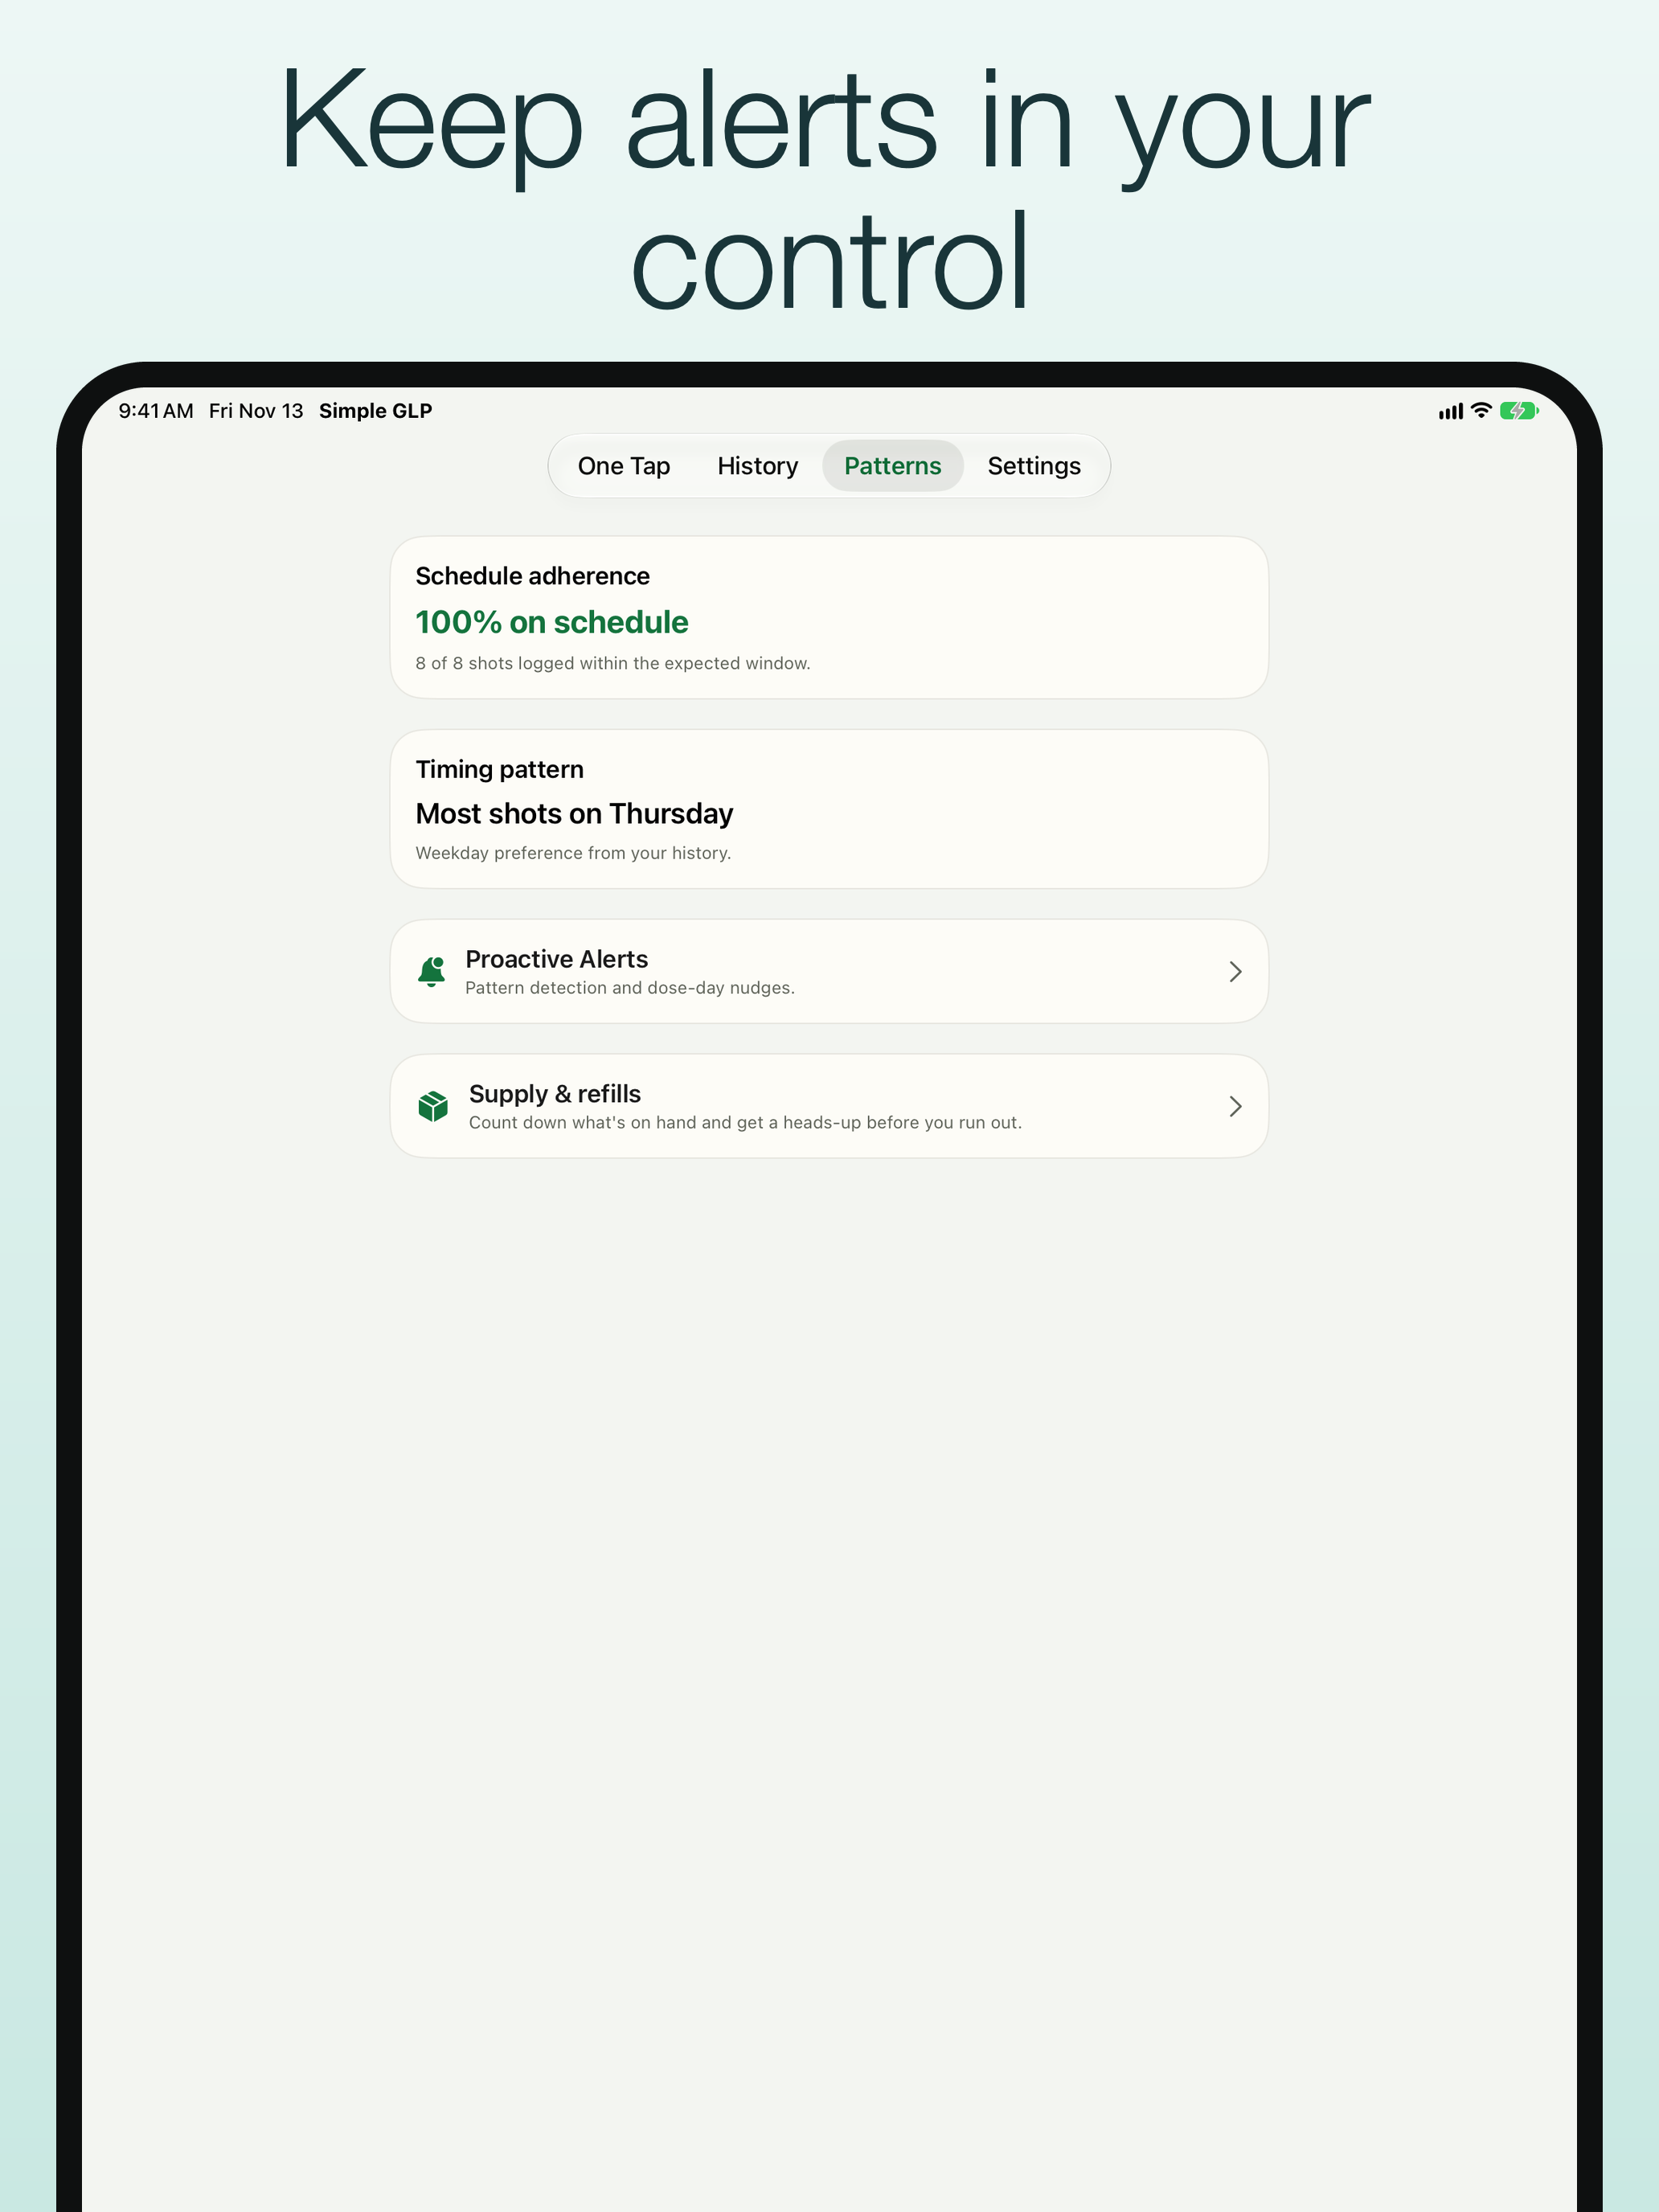 Keep alerts in your
control
9:41 AM Fri Nov 13 Simple GLP
One Tap History Patterns Settings
Schedule adherence
100% on schedule
8 of 8 shots logged within the expected window.
Timing pattern
Most shots on Thursday
Weekday preference from your history.
Proactive Alerts
Pattern detection and dose-day nudges.
Supply & refills
Count down what's on hand and get a heads-up before you run out.